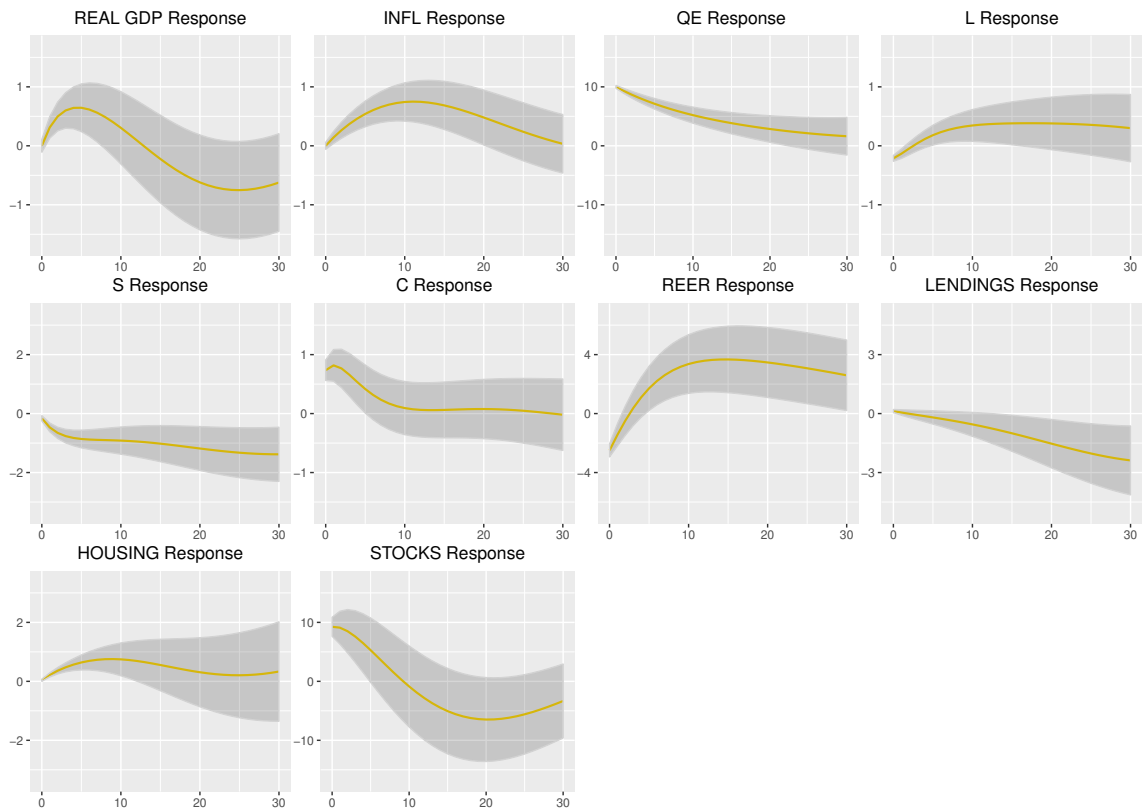 REAL GDP Response
INFL Response
QE Response
L Response
1
0
−1
0 10 20 30
1
0
−1
0 10 20 30
10
0
−10
0 10 20 30
1
0
−1
0 10 20 30
S Response
C Response
REER Response
LENDINGS Response
2
0
−2
0 10 20 30
1
0
−1
0 10 20 30
4
0
−4
0 10 20 30
3
0
−3
0 10 20 30
HOUSING Response
STOCKS Response
2
0
−2
0 10 20 30
10
0
−10
0 10 20 30